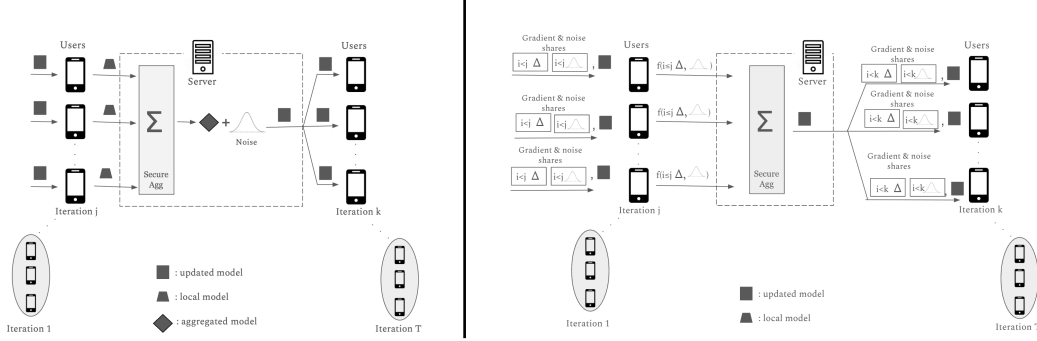 Users
Server
Users
Σ
+
Noise
Secure
Agg
Iteration j
Iteration k
Iteration 1
: updated model
: local model
: aggregated model
Iteration T
Gradient & noise
shares
i<j Δ i<j ,
Users
f(i≤j Δ, )
Server
Gradient & noise
shares
i<k Δ i<k ,
Users
Gradient & noise
shares
i<j Δ i<j ,
f(i≤j Δ, )
Σ
Gradient & noise
shares
i<k Δ i<k ,
Gradient & noise
shares
i<j Δ i<j ,
f(i≤j Δ, )
Secure
Agg
Gradient & noise
shares
i<k Δ i<k ,
Iteration j
Iteration k
Iteration 1
: updated model
: local model
Iteration